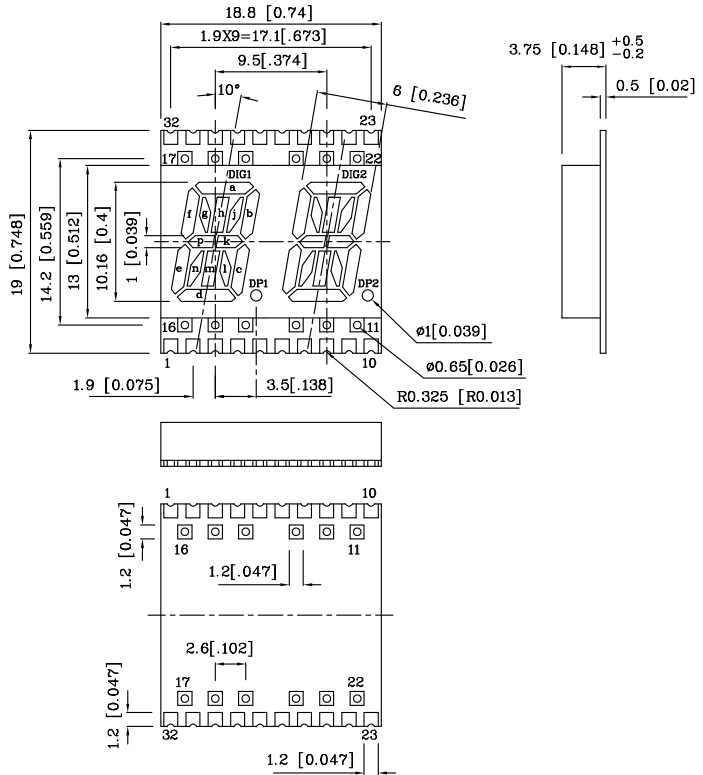 18.8 [0.74]
1.9X9=17.1[.673]
9.5[.374]
10°
6 [0.236]
3.75 [0.148] +0.5 -0.2
0.5 [0.02]
32 23
17 22
DIG1 DIG2
a
f g h j b
p k
e n m l c
d
DP1 DP2
19 [0.748]
14.2 [0.559]
13 [0.512]
10.16 [0.4]
1 [0.039]
16 11
1 10
ø1[0.039]
ø0.65[0.026]
R0.325 [R0.013]
1.9 [0.075]
3.5[.138]
1 10
16 11
1.2 [0.047]
1.2[.047]
2.6[.102]
17 22
32 23
1.2 [0.047]
1.2 [0.047]